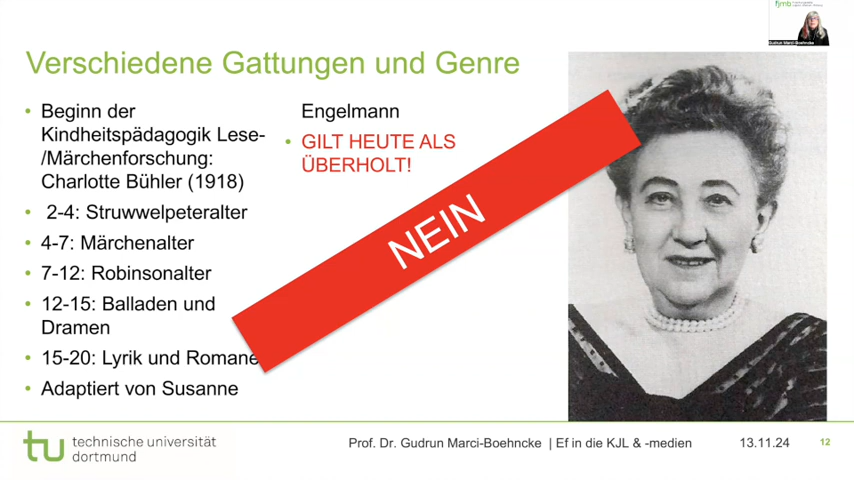 fjmb
Gudrun Marci-Boehncke
Verschiedene Gattungen und Genre
• Beginn der
Kindheitspädagogik Lese-
/Märchenforschung:
Charlotte Bühler (1918)
• 2-4: Struwwelpeteralter
• 4-7: Märchenalter
• 7-12: Robinsonalter
• 12-15: Balladen und
Dramen
• 15-20: Lyrik und Romane
• Adaptiert von Susanne
Engelmann
• GILT HEUTE ALS
ÜBERHOLT!
NEIN
tu technische universität
dortmund
Prof. Dr. Gudrun Marci-Boehncke | Ef in die KJL & -medien
13.11.24
12